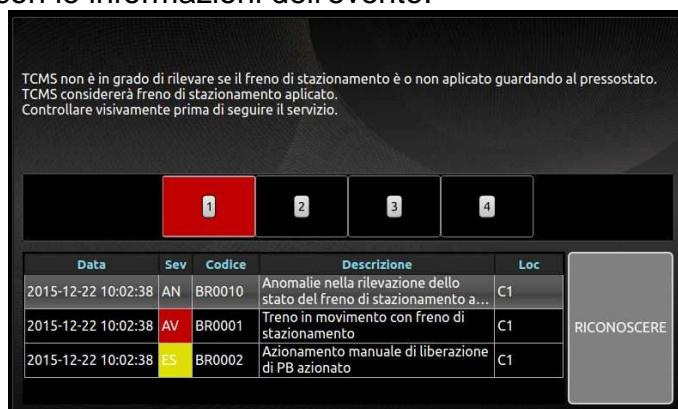 con le informazioni dell'evento.
TCMS non è in grado di rilevare se il freno di stazionamento è o non aplicato guardando al pressostato.
TCMS considererà freno di stazionamento aplicato.
Controllare visivamente prima di seguire il servizio.
1 2 3 4
Data Sev Codice Descrizione Loc
2015-12-22 10:02:38 AN BR0010 Anomalie nella rilevazione dello
stato del freno di stazionamento a... C1
2015-12-22 10:02:38 AV BR0001 Treno in movimento con freno di
stazionamento C1
2015-12-22 10:02:38 ES BR0002 Azionamento manuale di liberazione
di PB azionato C1
RICONOSCERE